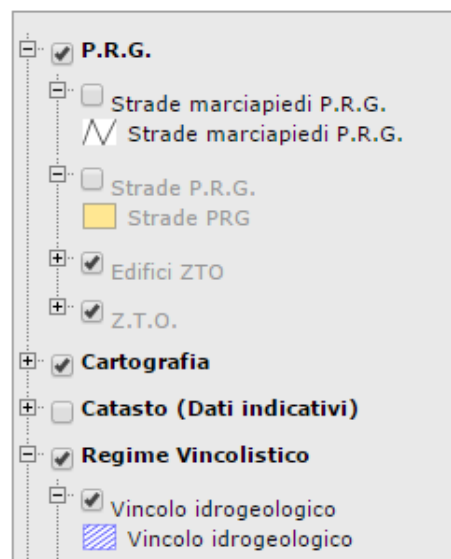 P.R.G.
Strade marciapiedi P.R.G.
Strade marciapiedi P.R.G.
Strade P.R.G.
Strade PRG
Edifici ZTO
Z.T.O.
Cartografia
Catasto (Dati indicativi)
Regime Vincolistico
Vincolo idrogeologico
Vincolo idrogeologico